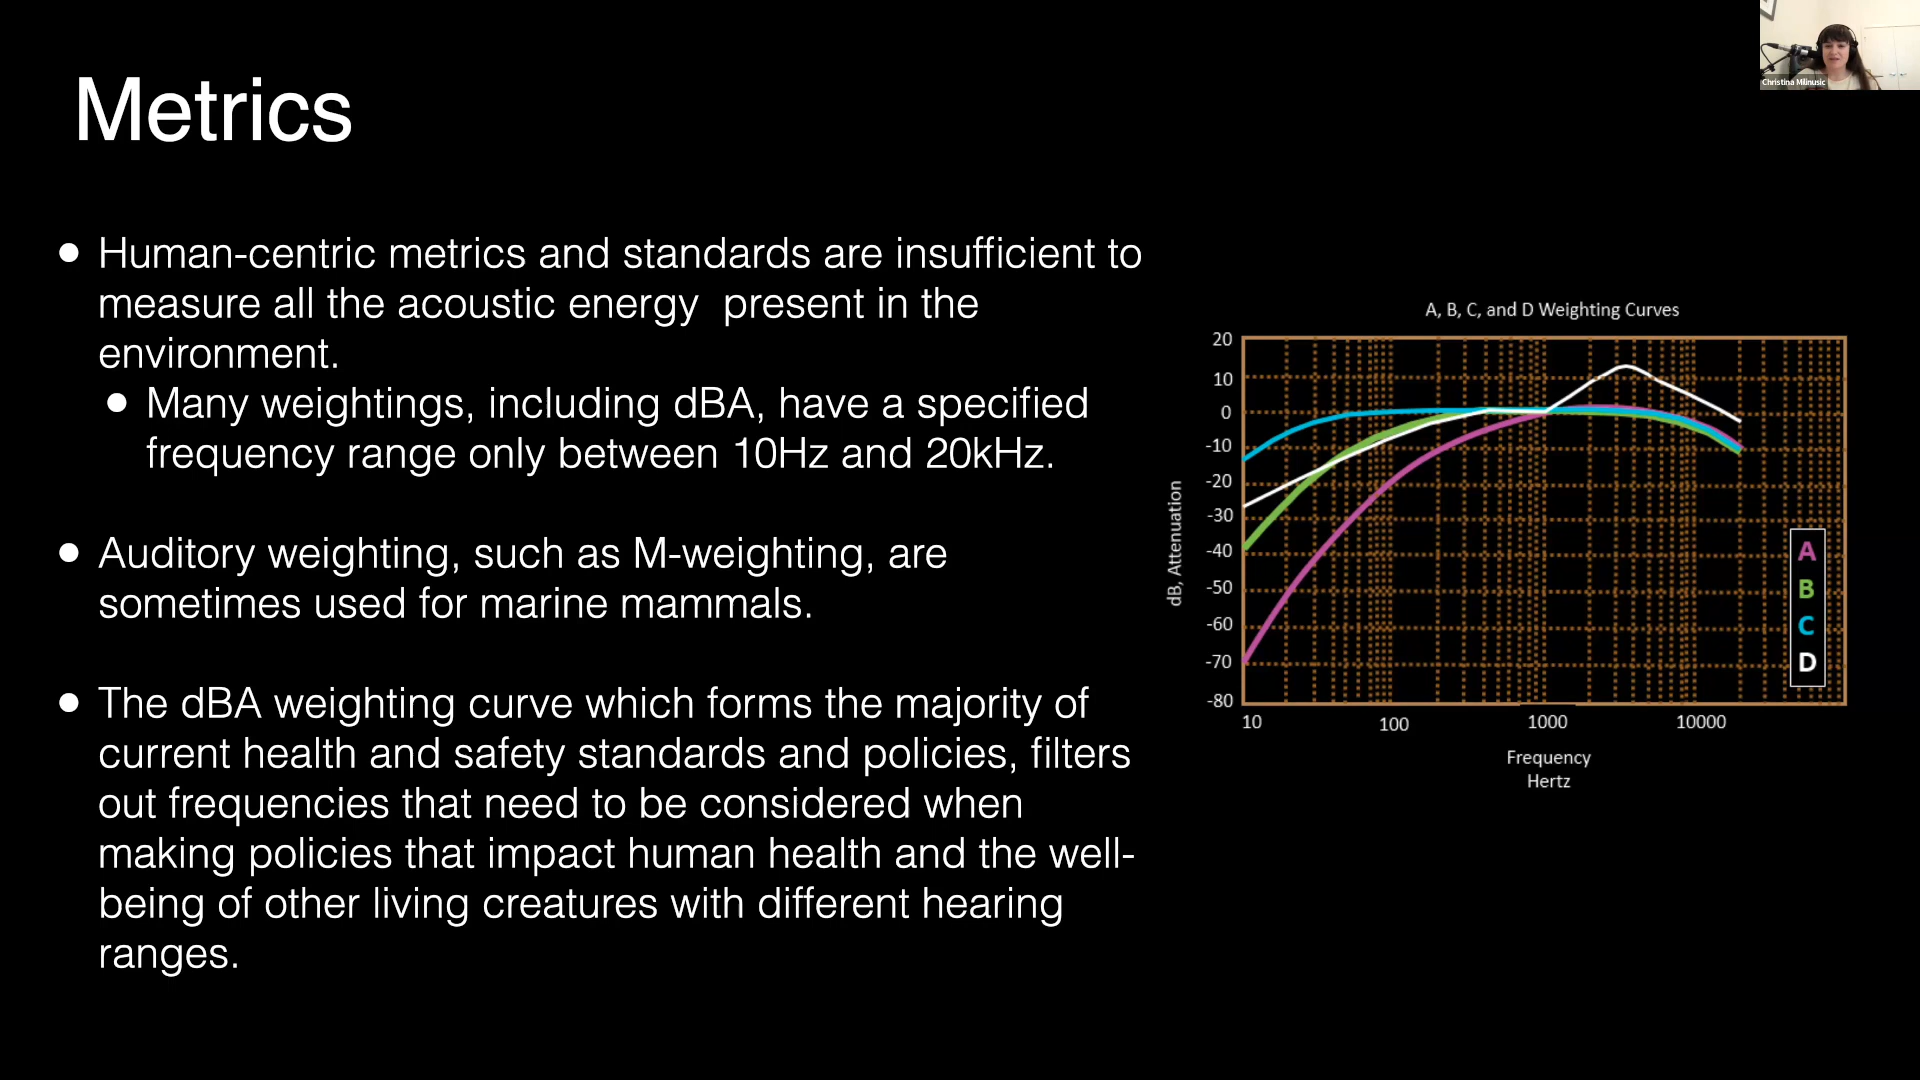 Metrics
Christina Milinusic
● Human-centric metrics and standards are insufficient to
measure all the acoustic energy  present in the
environment.
● Many weightings, including dBA, have a specified
frequency range only between 10Hz and 20kHz.
● Auditory weighting, such as M-weighting, are
sometimes used for marine mammals.
● The dBA weighting curve which forms the majority of
current health and safety standards and policies, filters
out frequencies that need to be considered when
making policies that impact human health and the well-
being of other living creatures with different hearing
ranges.
A, B, C, and D Weighting Curves
dB, Attenuation
20
10
0
-10
-20
-30
-40
-50
-60
-70
-80
A
B
C
D
10 100 1000 10000
Frequency
Hertz